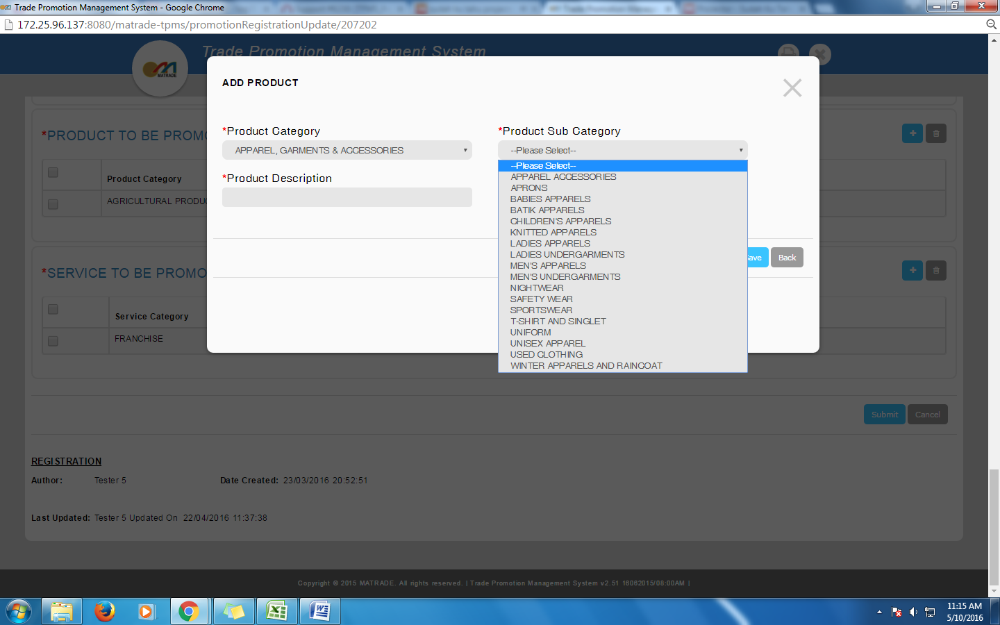 Trade Promotion Management System - Google Chrome
172.25.96.137:8080/matrade-tpms/promotionRegistrationUpdate/207202
MATRADE
Trade Promotion Management System
ADD PRODUCT
*Product Category
*Product Sub Category
APPAREL, GARMENTS & ACCESSORIES
--Please Select--
*Product Description
--Please Select--
APPAREL ACCESSORIES
APRONS
BABIES APPARELS
BATIK APPARELS
CHILDREN'S APPARELS
KNITTED APPARELS
LADIES APPARELS
LADIES UNDERGARMENTS
MEN'S APPARELS
MEN'S UNDERGARMENTS
NIGHTWEAR
SAFETY WEAR
SPORTSWEAR
T-SHIRT AND SINGLET
UNIFORM
UNISEX APPAREL
USED CLOTHING
WINTER APPARELS AND RAINCOAT
ave Back
*PRODUCT TO BE PROMO
Product Category
AGRICULTURAL PRODU
*SERVICE TO BE PROMO
Service Category
FRANCHISE
Submit Cancel
REGISTRATION
Author: Tester 5 Date Created: 23/03/2016 20:52:51
Last Updated: Tester 5 Updated On 22/04/2016 11:37:38
Copyright © 2015 MATRADE. All rights reserved. | Trade Promotion Management System v2.51 16062015/08:00AM |
11:15 AM
5/10/2016